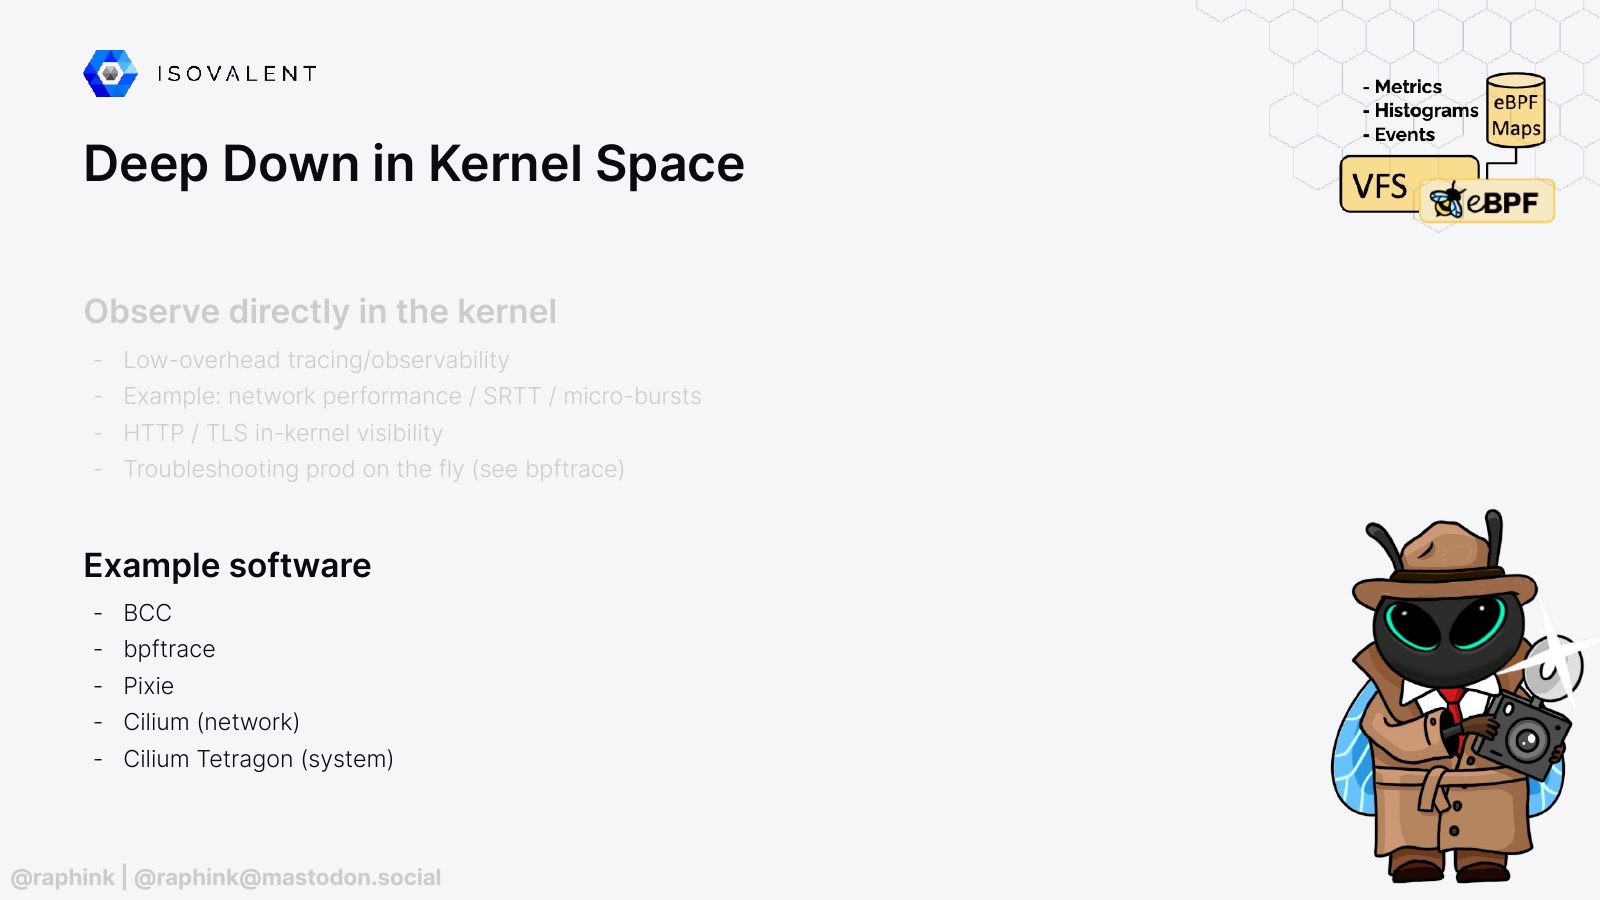 ISOVALENT
- Metrics
- Histograms
- Events
eBPF
Maps
VFS
eBPF
Deep Down in Kernel Space
Observe directly in the kernel
- Low-overhead tracing/observability
- Example: network performance / SRTT / micro-bursts
- HTTP / TLS in-kernel visibility
- Troubleshooting prod on the fly (see bpftrace)
Example software
- BCC
- bpftrace
- Pixie
- Cilium (network)
- Cilium Tetragon (system)
@raphink | @raphink@mastodon.social